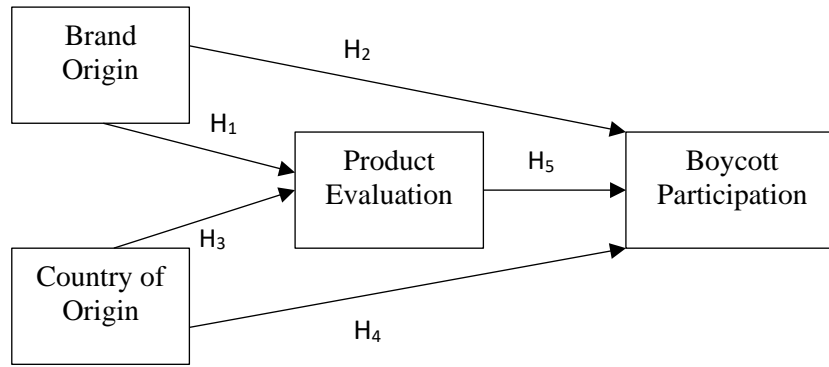 Brand
Origin
H₂
H₁
Product
Evaluation
H₅
Boycott
Participation
H₃
Country of
Origin
H₄